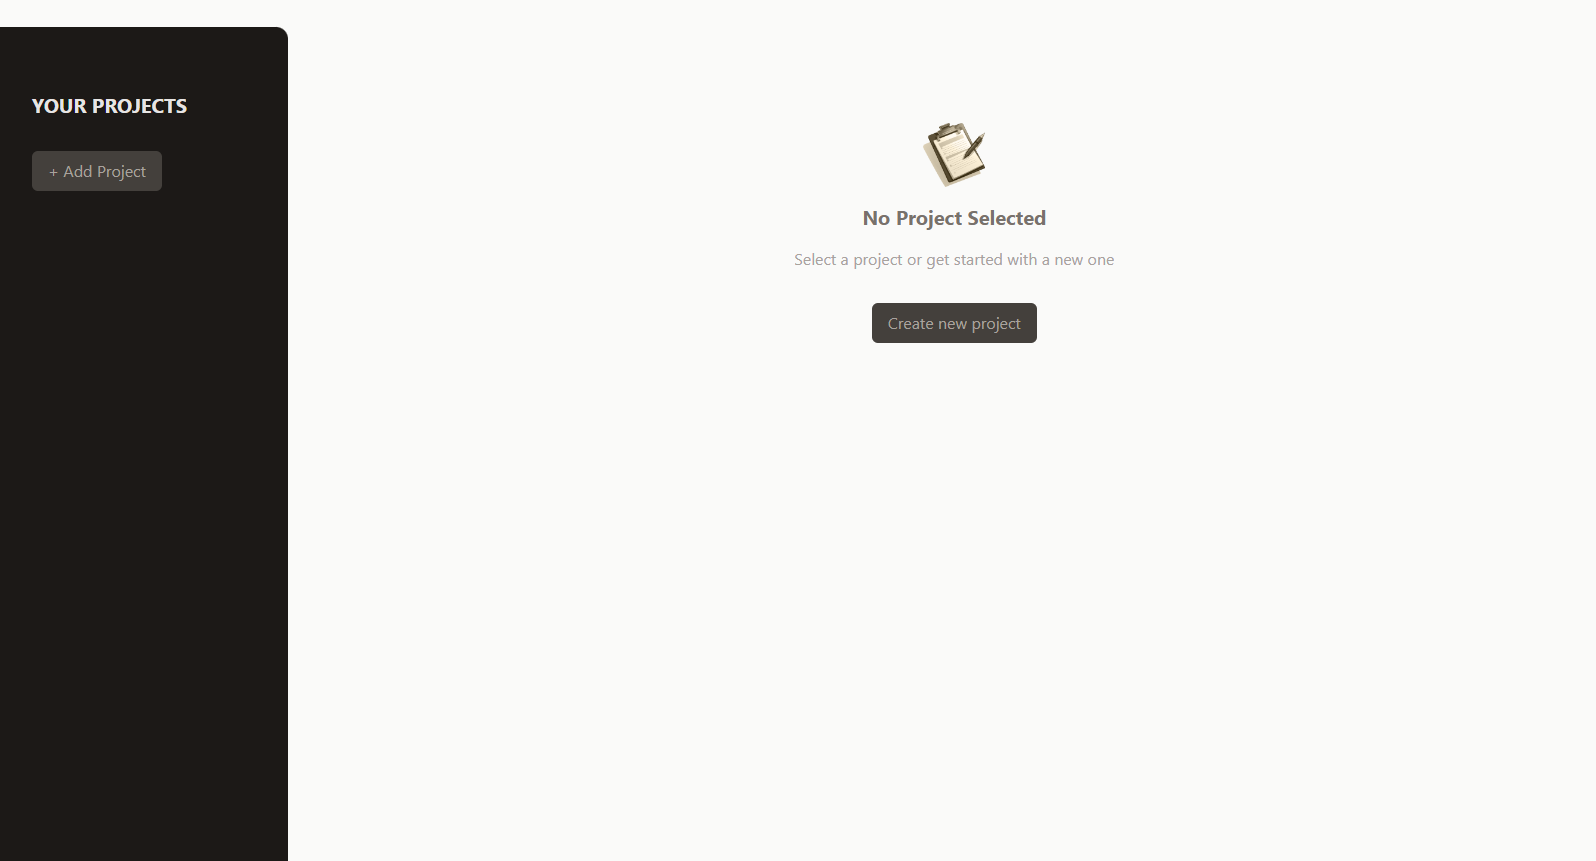 YOUR PROJECTS
+ Add Project
No Project Selected
Select a project or get started with a new one
Create new project